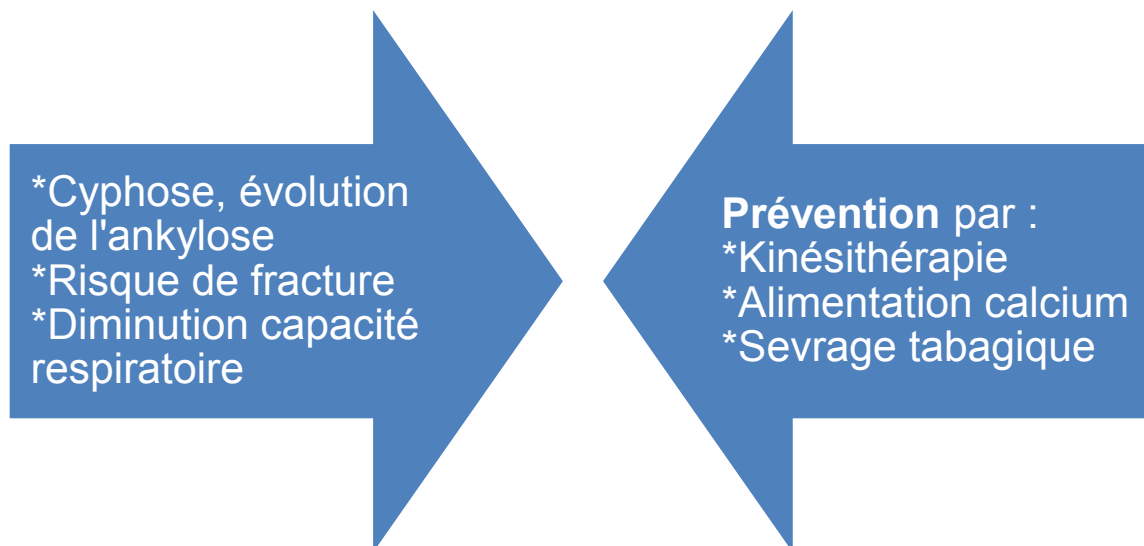 *Cyphose, évolution
de l'ankylose
*Risque de fracture
*Diminution capacité
respiratoire
Prévention par :
*Kinésithérapie
*Alimentation calcium
*Sevrage tabagique